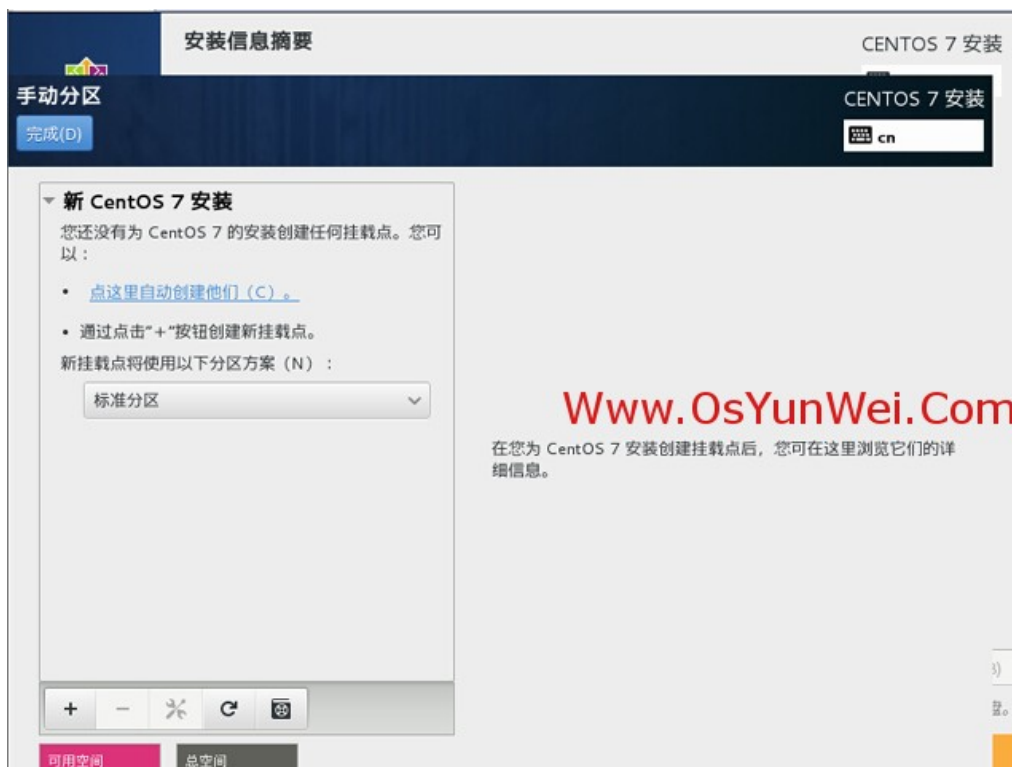 安装信息摘要
CENTOS 7 安装
手动分区
CENTOS 7 安装
完成(D)
cn
新 CentOS 7 安装
您还没有为 CentOS 7 的安装创建任何挂载点。您可
以：
• 点这里自动创建他们（C）。
• 通过点击“+”按钮创建新挂载点。
新挂载点将使用以下分区方案（N）：
标准分区
Www.OsYunWei.Com
在您为 CentOS 7 安装创建挂载点后，您可在这里浏览它们的详
细信息。
盘。
可用空间
总空间